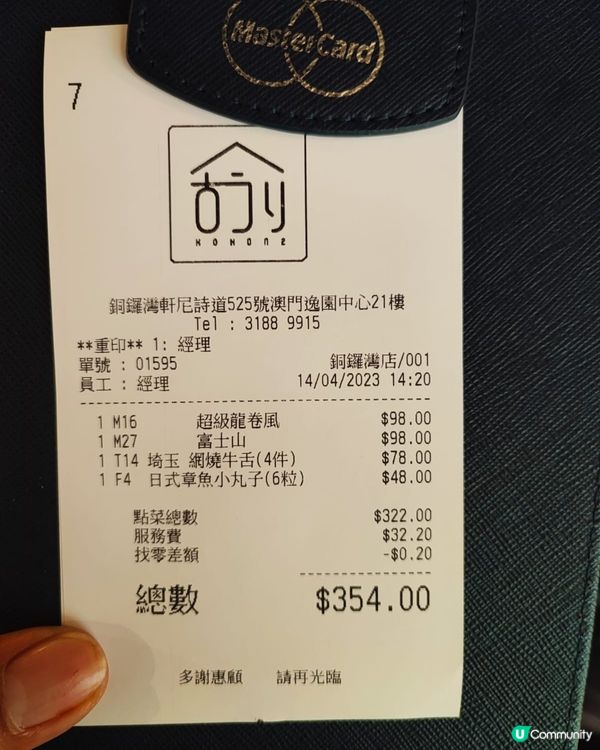 MasterCard
7
銅鑼灣軒尼詩道525號澳門逸園中心21樓
Tel : 3188 9915
**重印** 1: 經理
單號 : 01595 銅鑼灣店/001
員工 : 經理 14/04/2023 14:20
1 M16 超級龍卷風 $98.00
1 M27 富士山 $98.00
1 T14 埼玉 網燒牛舌(4件) $78.00
1 F4 日式章魚小丸子(6粒) $48.00
點菜總數 $322.00
服務費 $32.20
找零差額 -$0.20
總數 $354.00
多謝惠顧 請再光臨
U Community